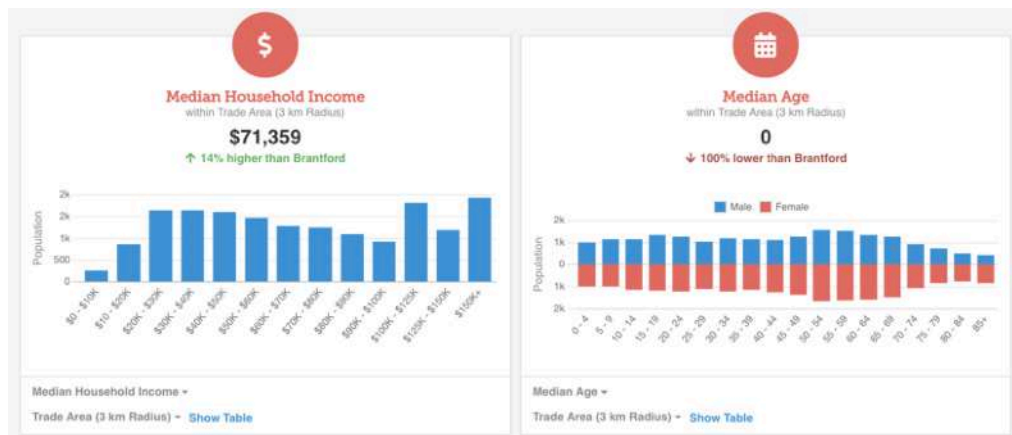 $
Median Household Income
within Trade Area (3 km Radius)
$71,359
↑ 14% higher than Brantford
Population
2k
2k
1k
500
0
$0 - $10K
$10 - $20K
$20K - $30K
$30K - $40K
$40K - $50K
$50K - $60K
$60K - $70K
$70K - $80K
$80K - $90K
$90K - $100K
$100K - $125K
$125K - $150K
$150K+
Median Household Income
Trade Area (3 km Radius) Show Table
Median Age
within Trade Area (3 km Radius)
0
↓ 100% lower than Brantford
Male Female
Population
2k
1k
0
1k
2k
0 - 4
5 - 9
10 - 14
15 - 19
20 - 24
25 - 29
30 - 34
35 - 39
40 - 44
45 - 49
50 - 54
55 - 59
60 - 64
65 - 69
70 - 74
75 - 79
80 - 84
85+
Median Age
Trade Area (3 km Radius) Show Table